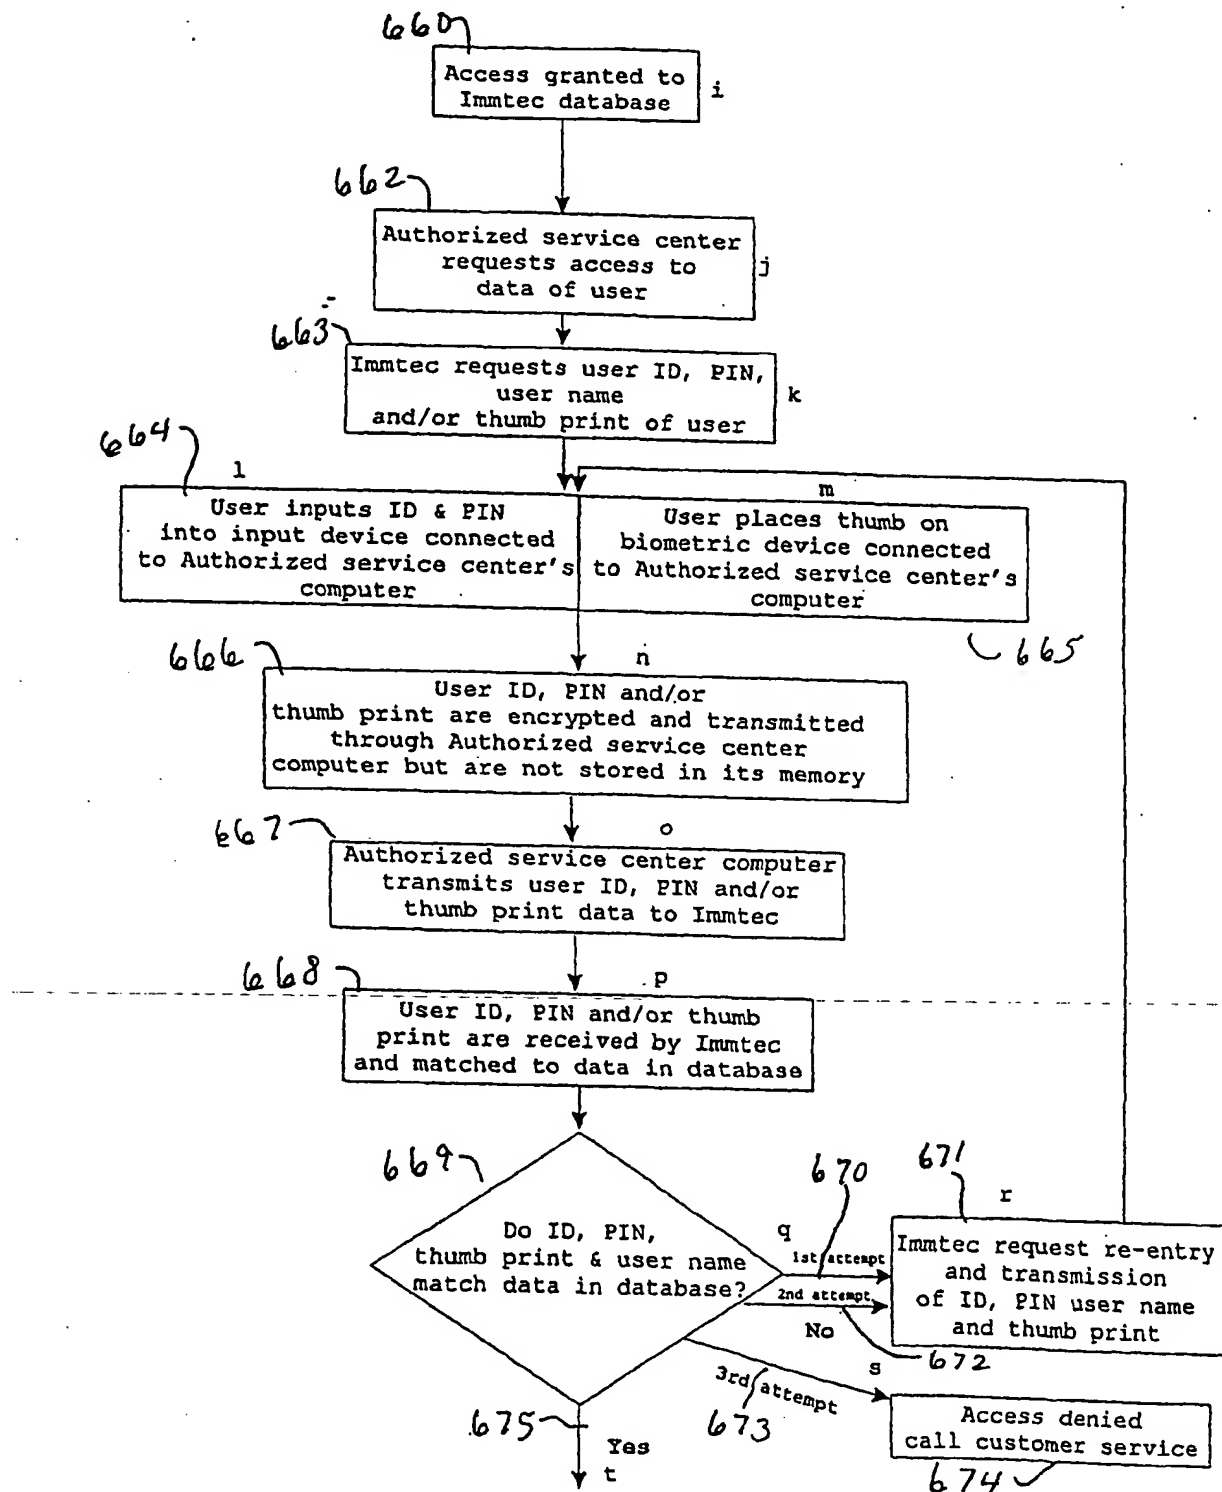 660
Access granted to
Immtec database
i
662
Authorized service center
requests access to
data of user
j
663
Immtec requests user ID, PIN,
user name
and/or thumb print of user
k
664
l
User inputs ID & PIN
into input device connected
to Authorized service center's
computer
m
User places thumb on
biometric device connected
to Authorized service center's
computer
665
666
n
User ID, PIN and/or
thumb print are encrypted and transmitted
through Authorized service center
computer but are not stored in its memory
667
o
Authorized service center computer
transmits user ID, PIN and/or
thumb print data to Immtec
668
p
User ID, PIN and/or thumb
print are received by Immtec
and matched to data in database
669
Do ID, PIN,
thumb print & user name
match data in database?
q
670
1st attempt
2nd attempt
No
672
671
r
Immtec request re-entry
and transmission
of ID, PIN user name
and thumb print
3rd attempt
673
s
Access denied
call customer service
674
675
Yes
t